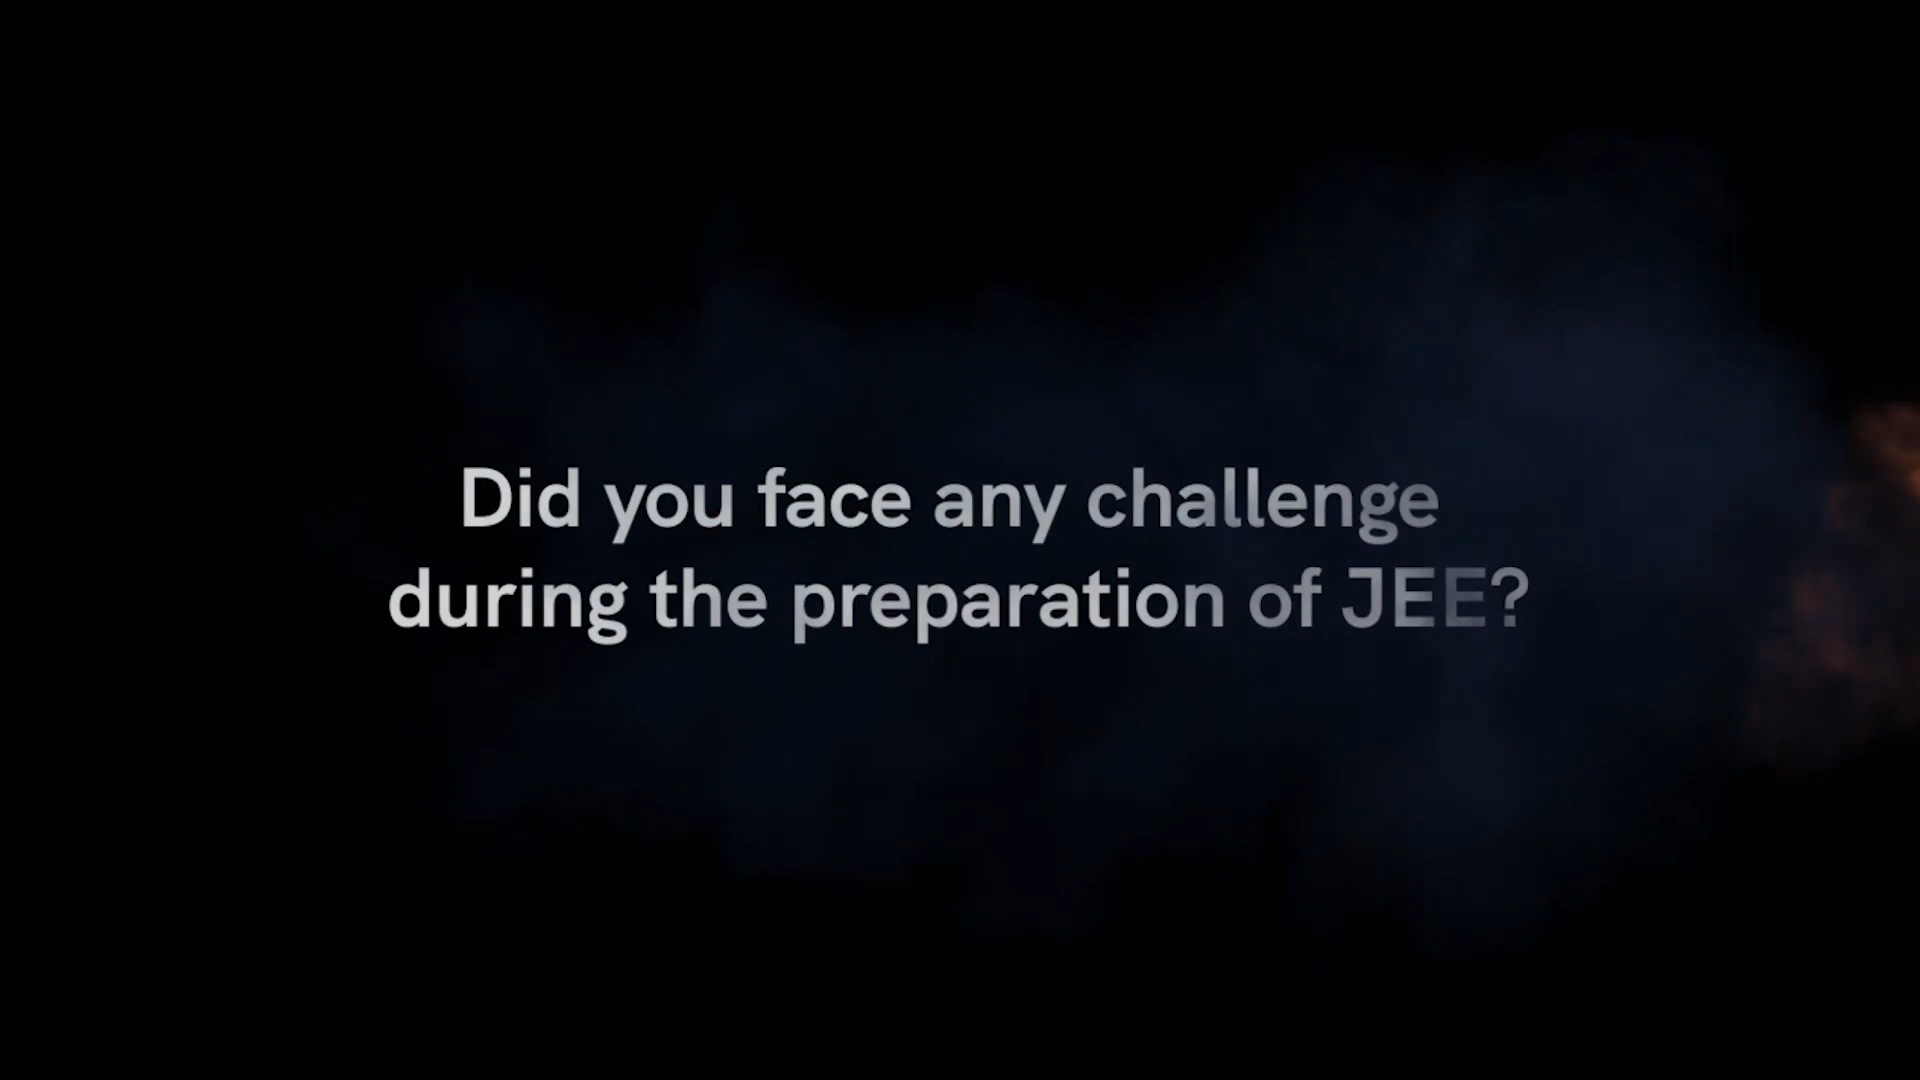 Did you face any challenge
during the preparation of JEE?